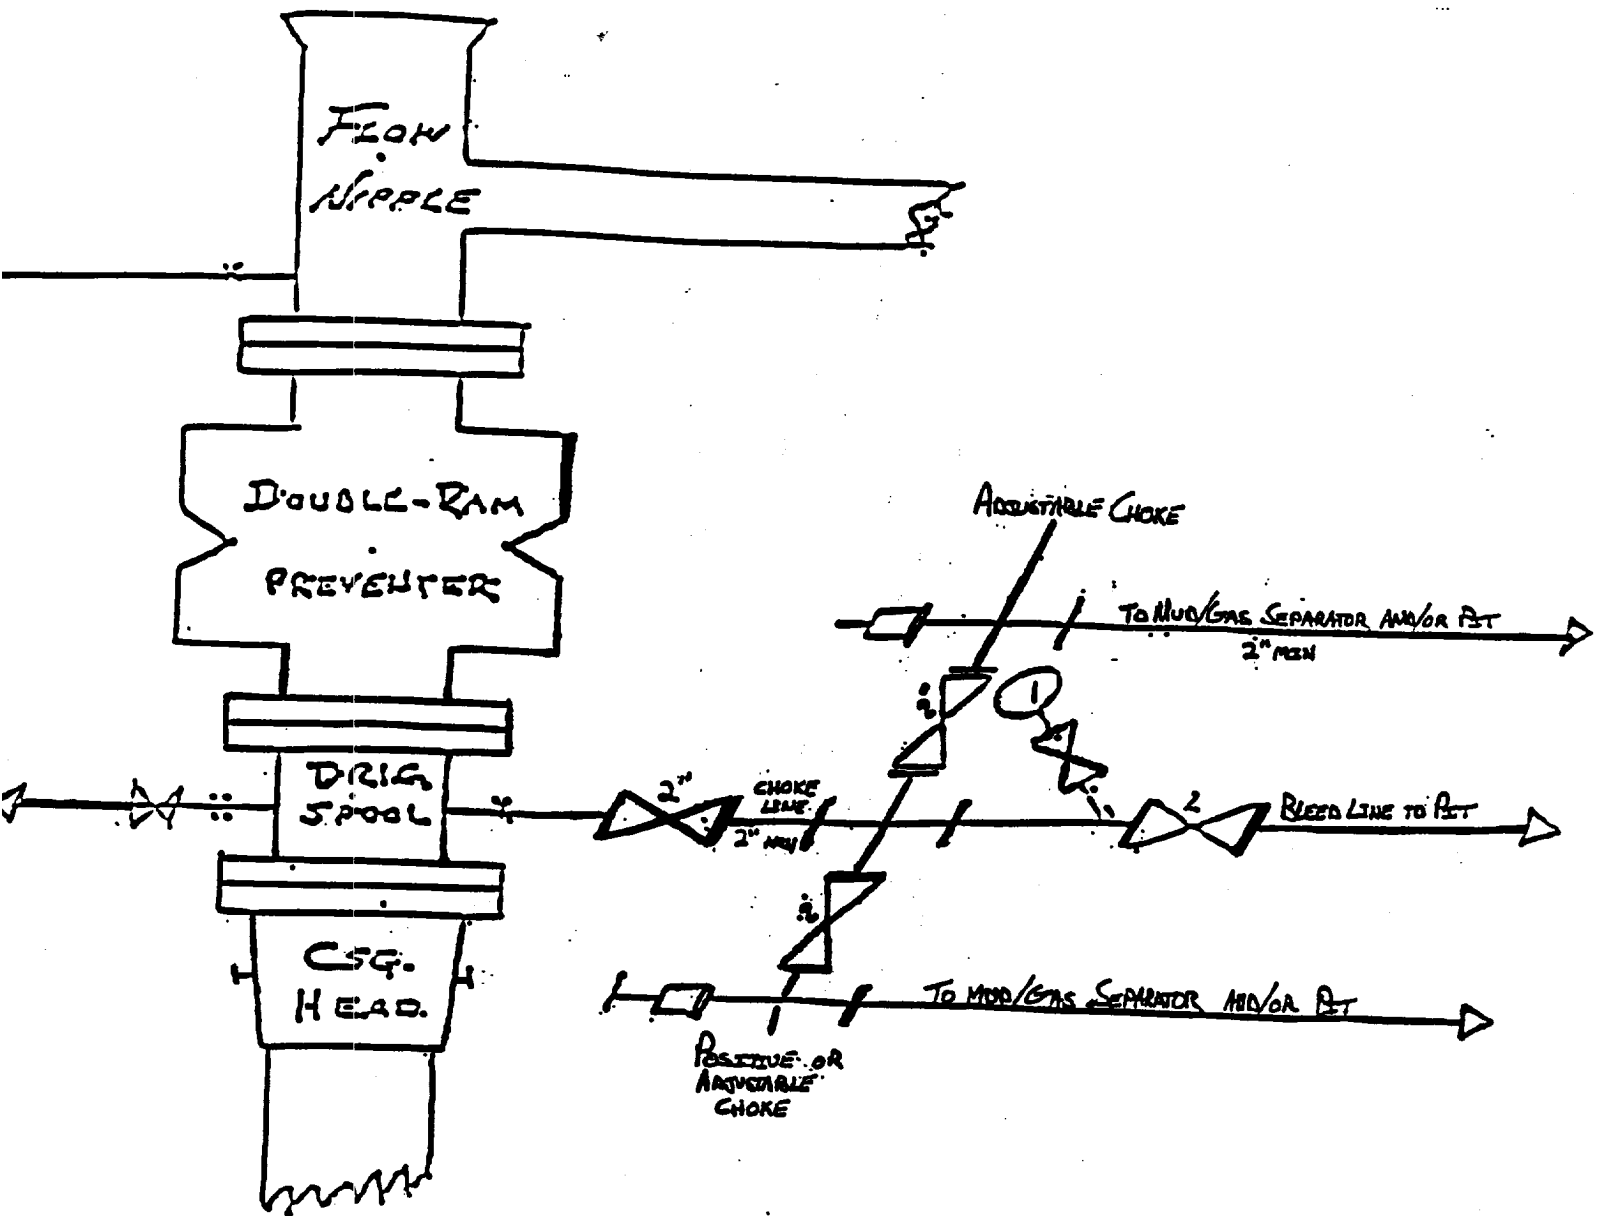 FLOW
NIPPLE
DOUBLE-RAM
PREVENTER
ADJUSTABLE CHOKE
TO MUD/GAS SEPARATOR AND/OR PIT
2" MIN
1
DRLG.
SPOOL
2"
CHOKE
LINE
2" MIN
2
BLEED LINE TO PIT
CSG.
HEAD.
TO MUD/GAS SEPARATOR AND/OR PIT
POSITIVE OR
ADJUSTABLE
CHOKE